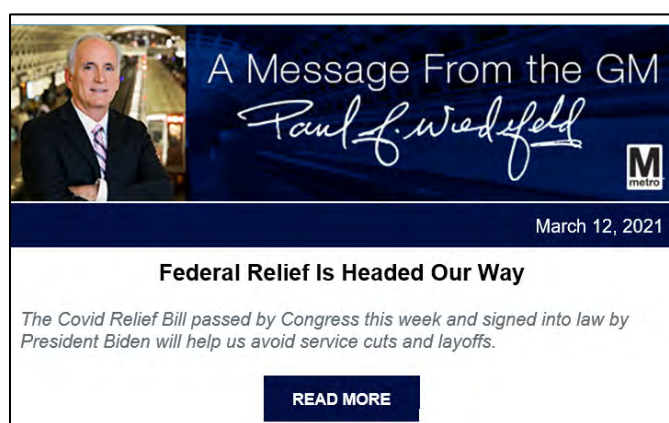 A Message From the GM
Paul J. Wiedefeld
M
metro
March 12, 2021
Federal Relief Is Headed Our Way
The Covid Relief Bill passed by Congress this week and signed into law by
President Biden will help us avoid service cuts and layoffs.
READ MORE